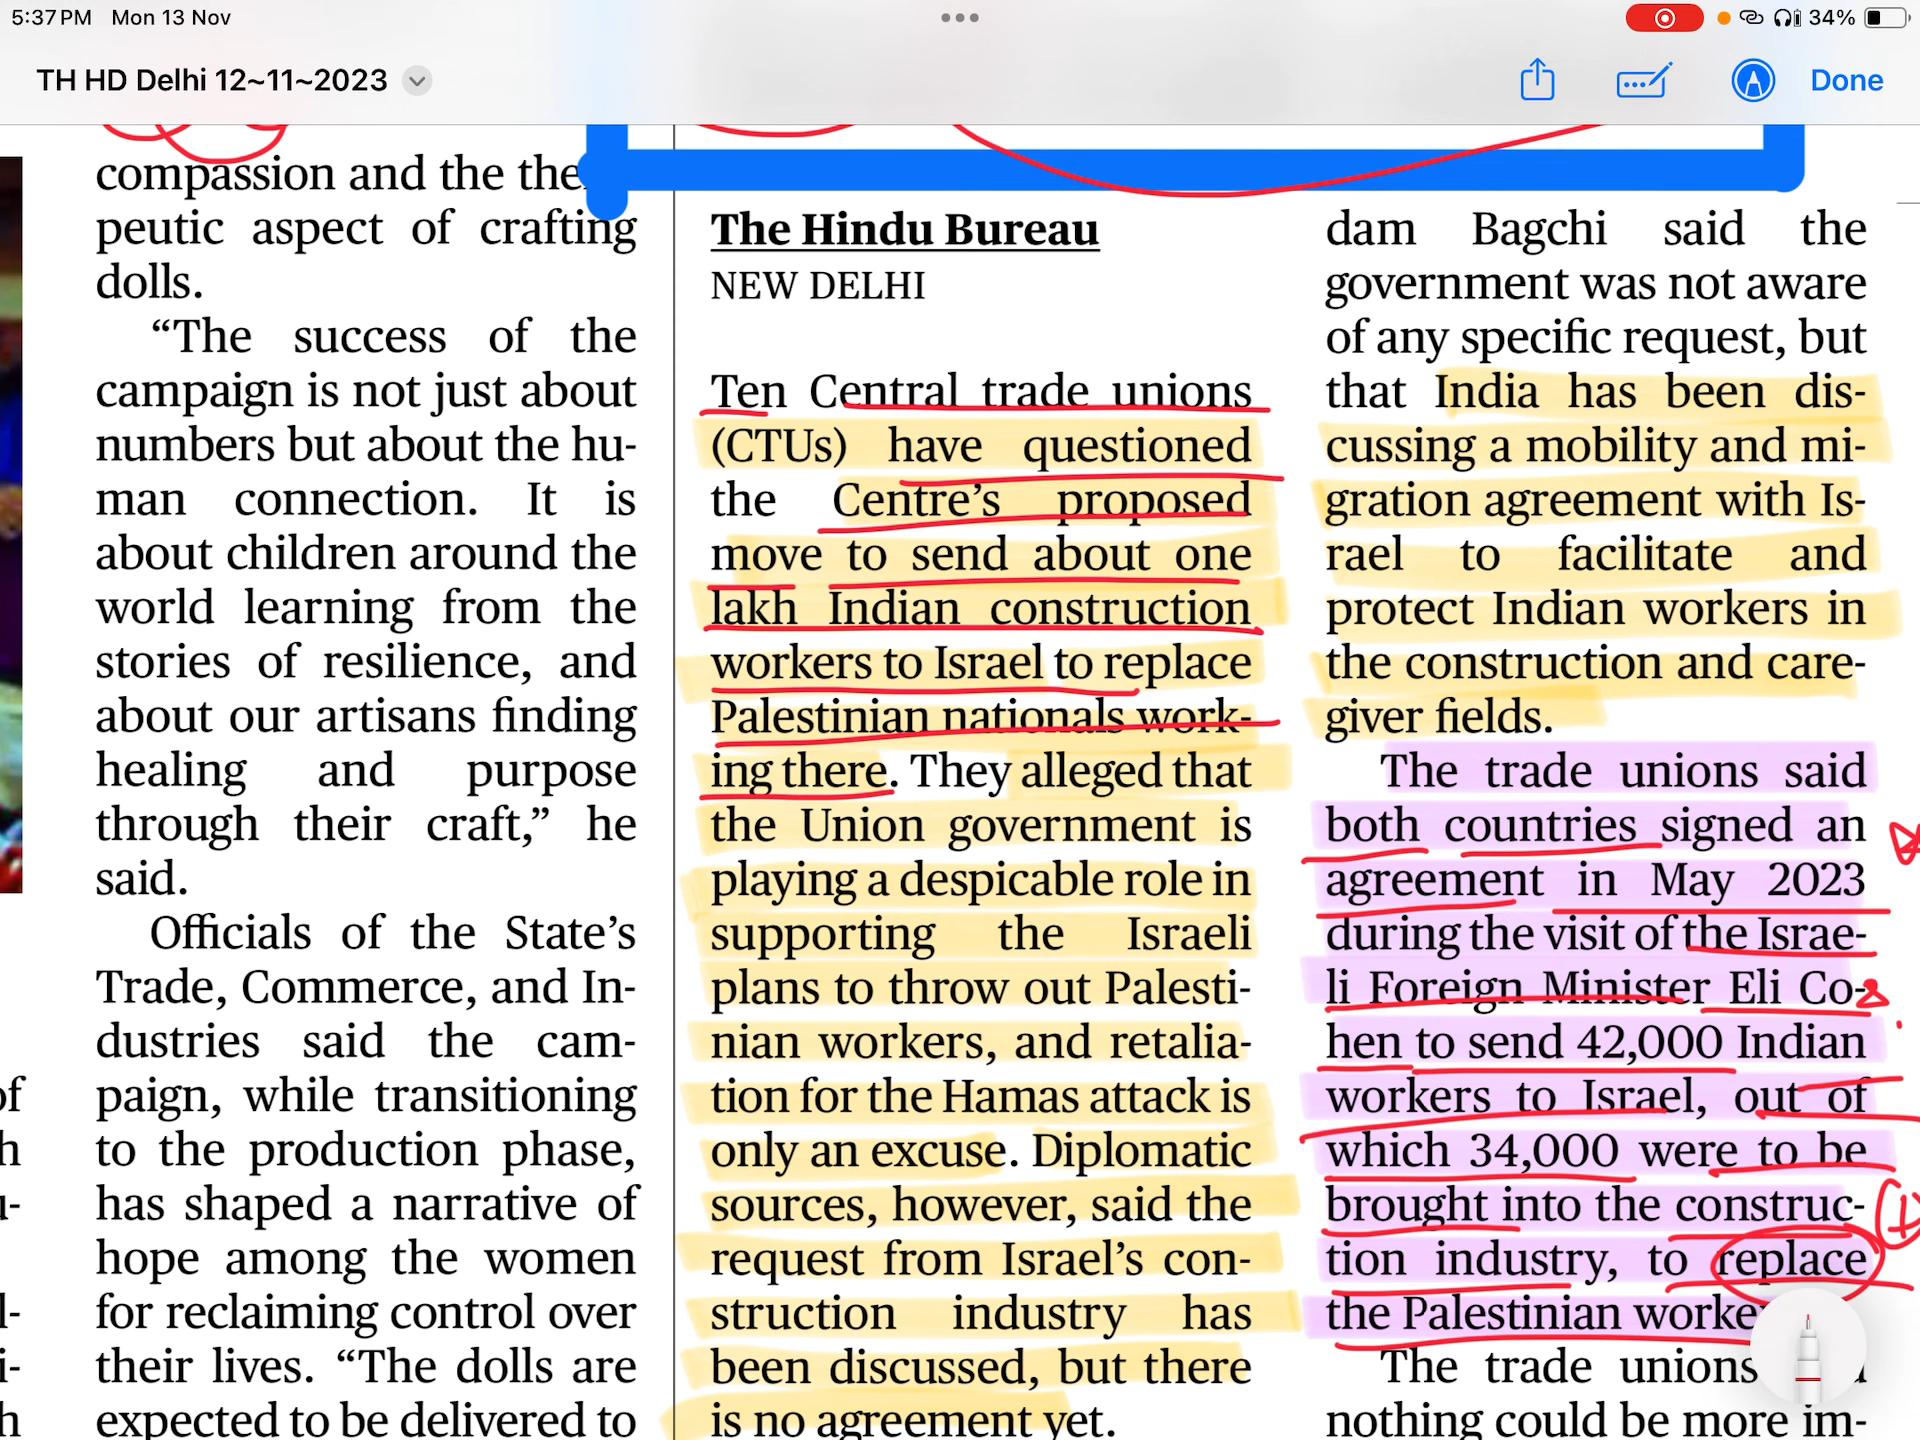 5:37 PM Mon 13 Nov
34%
TH HD Delhi 12~11~2023
Done
compassion and the the
peutic aspect of crafting
dolls.
“The success of the
campaign is not just about
numbers but about the hu-
man connection. It is
about children around the
world learning from the
stories of resilience, and
about our artisans finding
healing and purpose
through their craft,” he
said.
Officials of the State’s
Trade, Commerce, and In-
dustries said the cam-
paign, while transitioning
to the production phase,
has shaped a narrative of
hope among the women
for reclaiming control over
their lives. “The dolls are
expected to be delivered to
The Hindu Bureau
NEW DELHI
Ten Central trade unions
(CTUs) have questioned
the Centre’s proposed
move to send about one
lakh Indian construction
workers to Israel to replace
Palestinian nationals work-
ing there. They alleged that
the Union government is
playing a despicable role in
supporting the Israeli
plans to throw out Palesti-
nian workers, and retalia-
tion for the Hamas attack is
only an excuse. Diplomatic
sources, however, said the
request from Israel’s con-
struction industry has
been discussed, but there
is no agreement yet.
dam Bagchi said the
government was not aware
of any specific request, but
that India has been dis-
cussing a mobility and mi-
gration agreement with Is-
rael to facilitate and
protect Indian workers in
the construction and care-
giver fields.
The trade unions said
both countries signed an
agreement in May 2023
during the visit of the Israe-
li Foreign Minister Eli Co-
hen to send 42,000 Indian
workers to Israel, out of
which 34,000 were to be
brought into the construc-
tion industry, to replace
the Palestinian worke
The trade unions
nothing could be more im-